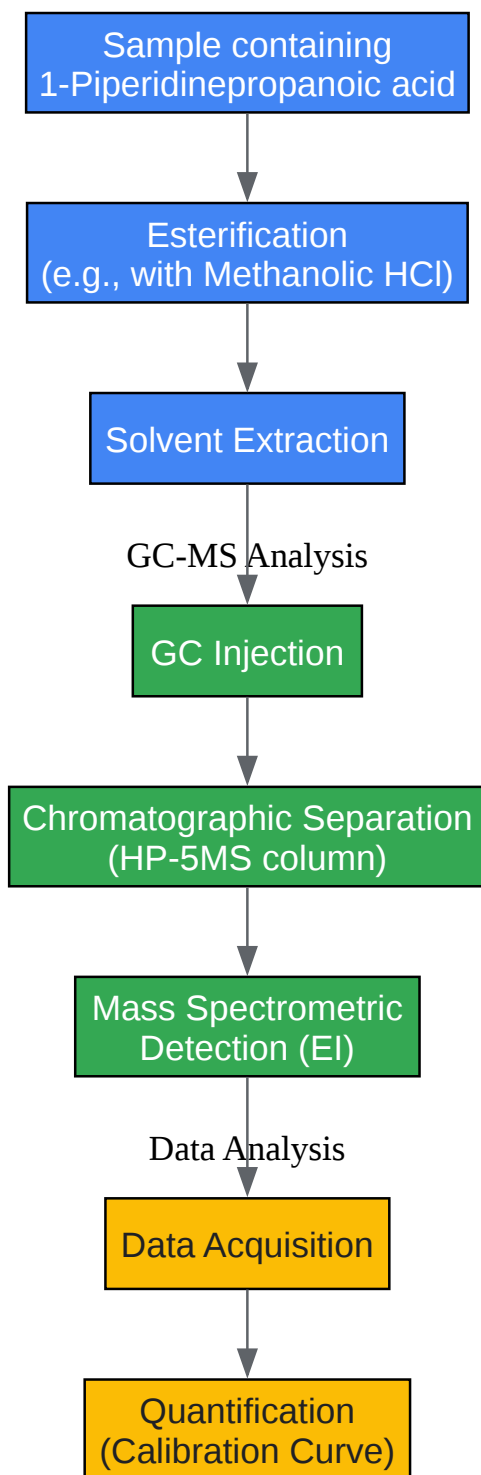 Sample containing
1-Piperidinepropanoic acid
Esterification
(e.g., with Methanolic HCl)
Solvent Extraction
GC-MS Analysis
GC Injection
Chromatographic Separation
(HP-5MS column)
Mass Spectrometric
Detection (EI)
Data Analysis
Data Acquisition
Quantification
(Calibration Curve)